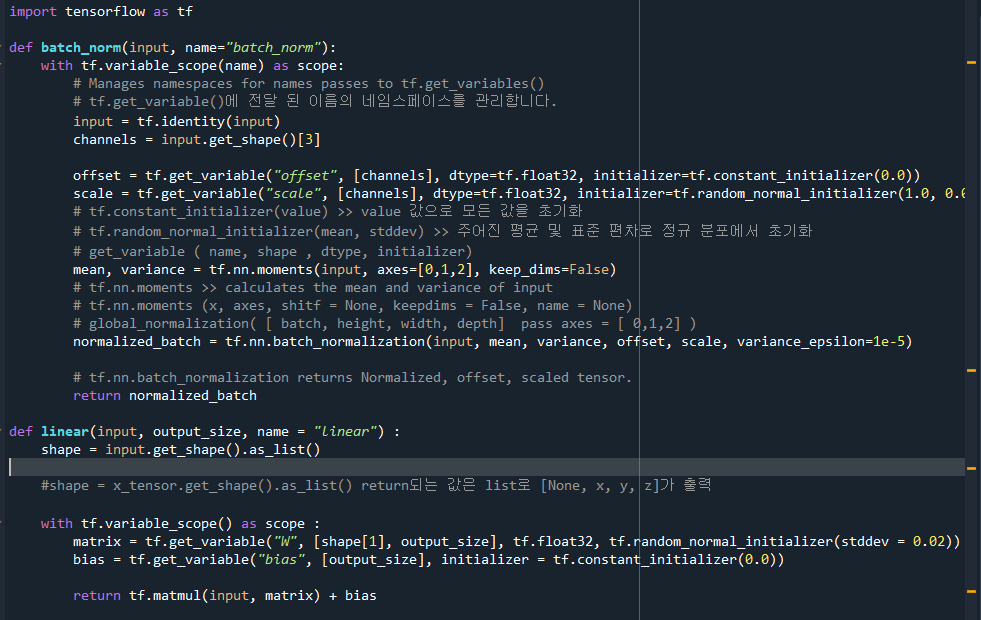 import tensorflow as tf
def batch_norm(input, name="batch_norm"):
with tf.variable_scope(name) as scope:
# Manages namespaces for names passes to tf.get_variables()
# tf.get_variable()에 전달 된 이름의 네임스페이스를 관리합니다.
input = tf.identity(input)
channels = input.get_shape()[3]
offset = tf.get_variable("offset", [channels], dtype=tf.float32, initializer=tf.constant_initializer(0.0))
scale = tf.get_variable("scale", [channels], dtype=tf.float32, initializer=tf.random_normal_initializer(1.0, 0.0
# tf.constant_initializer(value) >> value 값으로 모든 값을 초기화
# tf.random_normal_initializer(mean, stddev) >> 주어진 평균 및 표준 편차로 정규 분포에서 초기화
# get_variable ( name, shape , dtype, initializer)
mean, variance = tf.nn.moments(input, axes=[0,1,2], keep_dims=False)
# tf.nn.moments >> calculates the mean and variance of input
# tf.nn.moments (x, axes, shitf = None, keepdims = False, name = None)
# global_normalization( [ batch, height, width, depth]  pass axes = [ 0,1,2] )
normalized_batch = tf.nn.batch_normalization(input, mean, variance, offset, scale, variance_epsilon=1e-5)
# tf.nn.batch_normalization returns Normalized, offset, scaled tensor.
return normalized_batch
def linear(input, output_size, name = "linear") :
shape = input.get_shape().as_list()
#shape = x_tensor.get_shape().as_list() return되는 값은 list로 [None, x, y, z]가 출력
with tf.variable_scope() as scope :
matrix = tf.get_variable("W", [shape[1], output_size], tf.float32, tf.random_normal_initializer(stddev = 0.02))
bias = tf.get_variable("bias", [output_size], initializer = tf.constant_initializer(0.0))
return tf.matmul(input, matrix) + bias